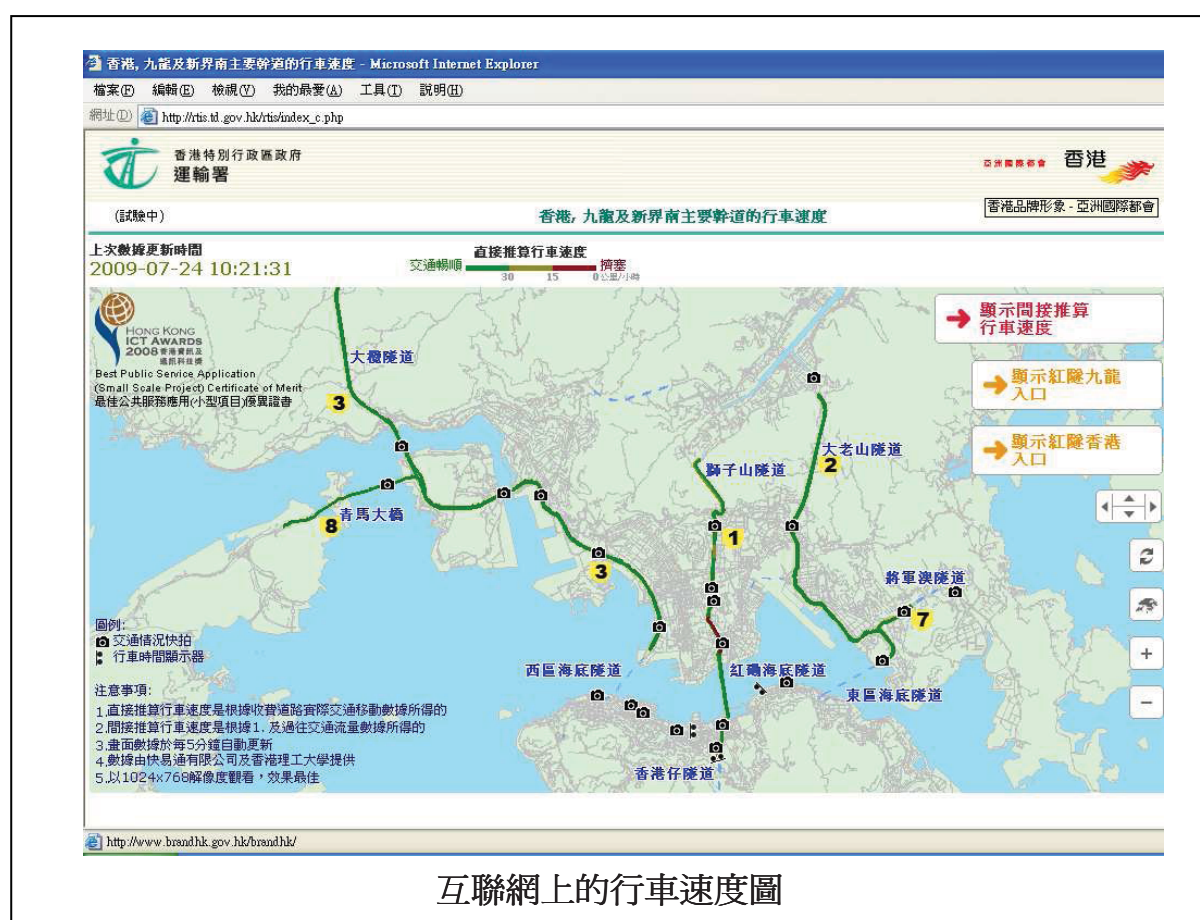 香港, 九龍及新界南主要幹道的行車速度 - Microsoft Internet Explorer
檔案(F) 編輯(E) 檢視(V) 我的最愛(A) 工具(T) 說明(H)
網址(D) http://rtis.td.gov.hk/rtis/index_c.php
香港特別行政區政府
運輸署
亞洲國際都會 香港
香港品牌形象 - 亞洲國際都會
(試驗中)
香港, 九龍及新界南主要幹道的行車速度
上次數據更新時間
2009-07-24 10:21:31
直接推算行車速度
交通暢順 擠塞
30 15 0 公里/小時
HONG KONG
ICT AWARDS
2008 香港資訊及
通訊科技獎
Best Public Service Application
(Small Scale Project) Certificate of Merit
最佳公共服務應用(小型項目)優異證書
顯示間接推算
行車速度
顯示紅隧九龍
入口
顯示紅隧香港
入口
大欖隧道
3
大老山隧道
2
獅子山隧道
青馬大橋
8
1
3
將軍澳隧道
7
西區海底隧道
紅磡海底隧道
東區海底隧道
香港仔隧道
圖例:
交通情況快拍
行車時間顯示器
注意事項:
1.直接推算行車速度是根據收費道路實際交通移動數據所得的
2.間接推算行車速度是根據1. 及過往交通流量數據所得的
3.畫面數據於每5分鐘自動更新
4.數據由快易通有限公司及香港理工大學提供
5.以1024x768解像度觀看，效果最佳
+
−
http://www.brandhk.gov.hk/brandhk/
互聯網上的行車速度圖